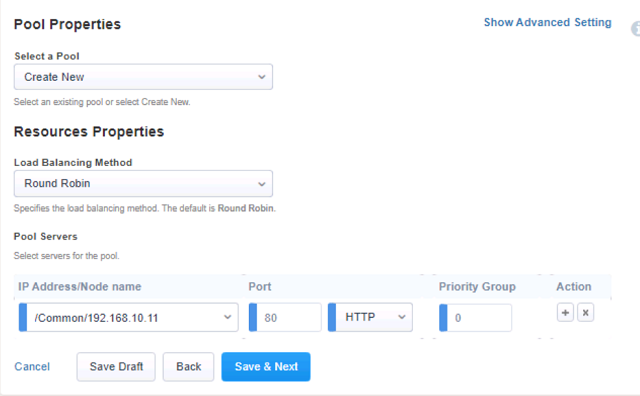 Pool Properties
Show Advanced Setting
Select a Pool
Create New
Select an existing pool or select Create New.
Resources Properties
Load Balancing Method
Round Robin
Specifies the load balancing method. The default is Round Robin.
Pool Servers
Select servers for the pool.
IP Address/Node name Port Priority Group Action
/Common/192.168.10.11 80 HTTP 0 + x
Cancel Save Draft Back Save & Next